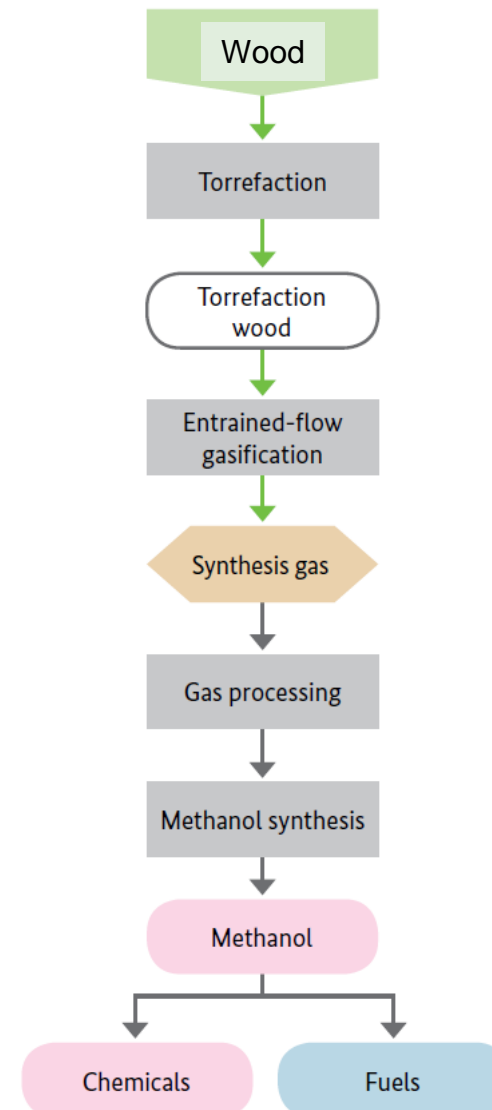 Wood
Torrefaction
Torrefaction
wood
Entrained-flow
gasification
Synthesis gas
Gas processing
Methanol synthesis
Methanol
Chemicals
Fuels